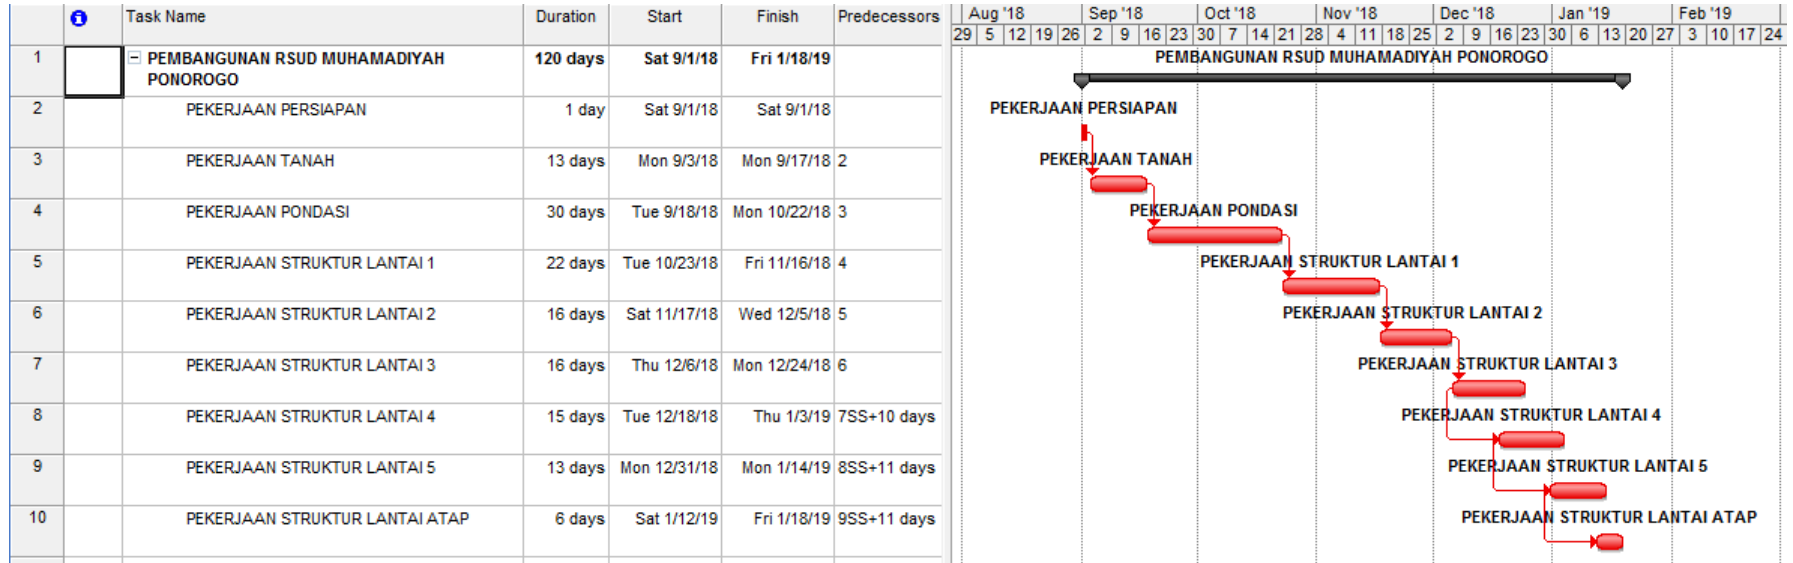 Task Name Duration Start Finish Predecessors
Aug '18 Sep '18 Oct '18 Nov '18 Dec '18 Jan '19 Feb '19
29 5 12 19 26 2 9 16 23 30 7 14 21 28 4 11 18 25 2 9 16 23 30 6 13 20 27 3 10 17 24
1 PEMBANGUNAN RSUD MUHAMADIYAH 120 days Sat 9/1/18 Fri 1/18/19
PONOROGO
PEMBANGUNAN RSUD MUHAMADIYAH PONOROGO
2 PEKERJAAN PERSIAPAN 1 day Sat 9/1/18 Sat 9/1/18
PEKERJAAN PERSIAPAN
3 PEKERJAAN TANAH 13 days Mon 9/3/18 Mon 9/17/18 2
PEKERJAAN TANAH
4 PEKERJAAN PONDASI 30 days Tue 9/18/18 Mon 10/22/18 3
PEKERJAAN PONDASI
5 PEKERJAAN STRUKTUR LANTAI 1 22 days Tue 10/23/18 Fri 11/16/18 4
PEKERJAAN STRUKTUR LANTAI 1
6 PEKERJAAN STRUKTUR LANTAI 2 16 days Sat 11/17/18 Wed 12/5/18 5
PEKERJAAN STRUKTUR LANTAI 2
7 PEKERJAAN STRUKTUR LANTAI 3 16 days Thu 12/6/18 Mon 12/24/18 6
PEKERJAAN STRUKTUR LANTAI 3
8 PEKERJAAN STRUKTUR LANTAI 4 15 days Tue 12/18/18 Thu 1/3/19 7SS+10 days
PEKERJAAN STRUKTUR LANTAI 4
9 PEKERJAAN STRUKTUR LANTAI 5 13 days Mon 12/31/18 Mon 1/14/19 8SS+11 days
PEKERJAAN STRUKTUR LANTAI 5
10 PEKERJAAN STRUKTUR LANTAI ATAP 6 days Sat 1/12/19 Fri 1/18/19 9SS+11 days
PEKERJAAN STRUKTUR LANTAI ATAP